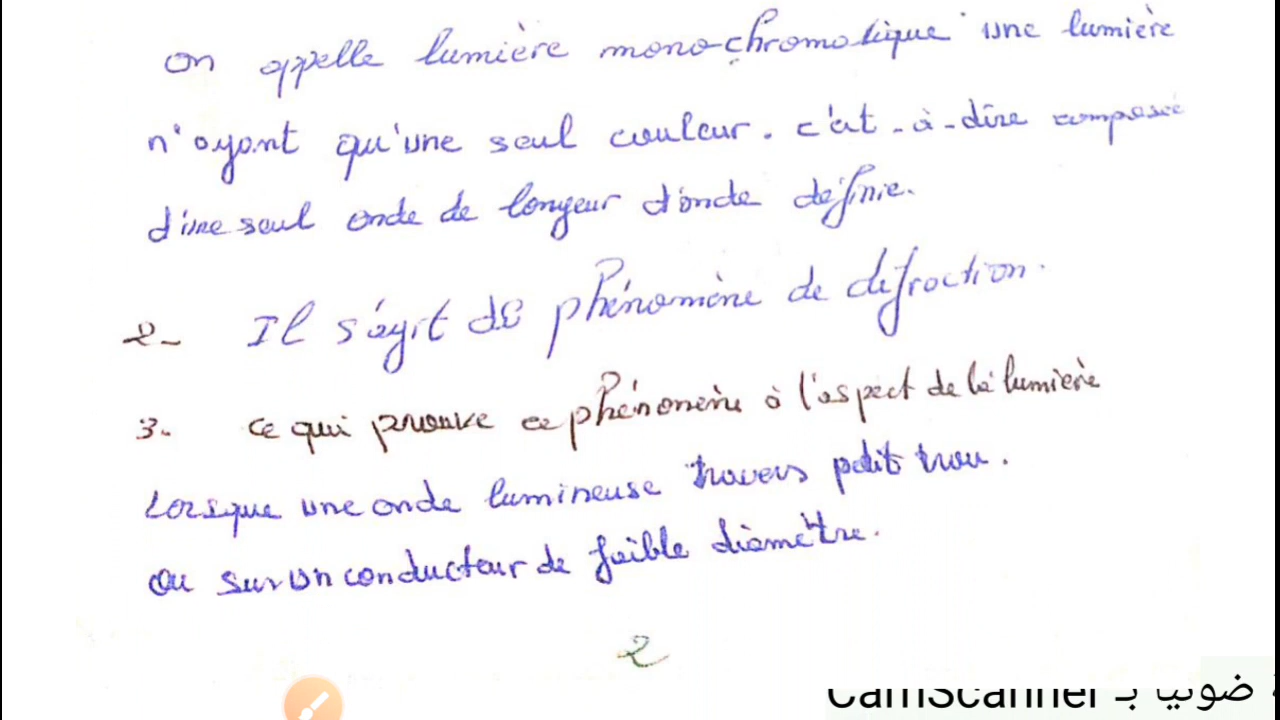 on appelle lumière mono-chromatique une lumière
n'ayant qu'une seul couleur. c'at-à-dire composée
d'une seul onde de longeur d'onde définie.
2- Il s'agit de phénomène de difraction.
3. ce qui prouve ce phénomène à l'aspect de la lumière
Lorsque une onde lumineuse travers petit trou.
ou sur un conducteur de faible diamètre.
2
CamScanner ضوئيا بـ